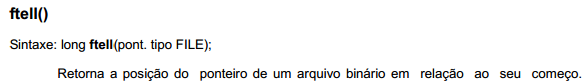 ftell()
Sintaxe: long ftell(pont. tipo FILE);
Retorna a posição do ponteiro de um arquivo binário em relação ao seu começo.